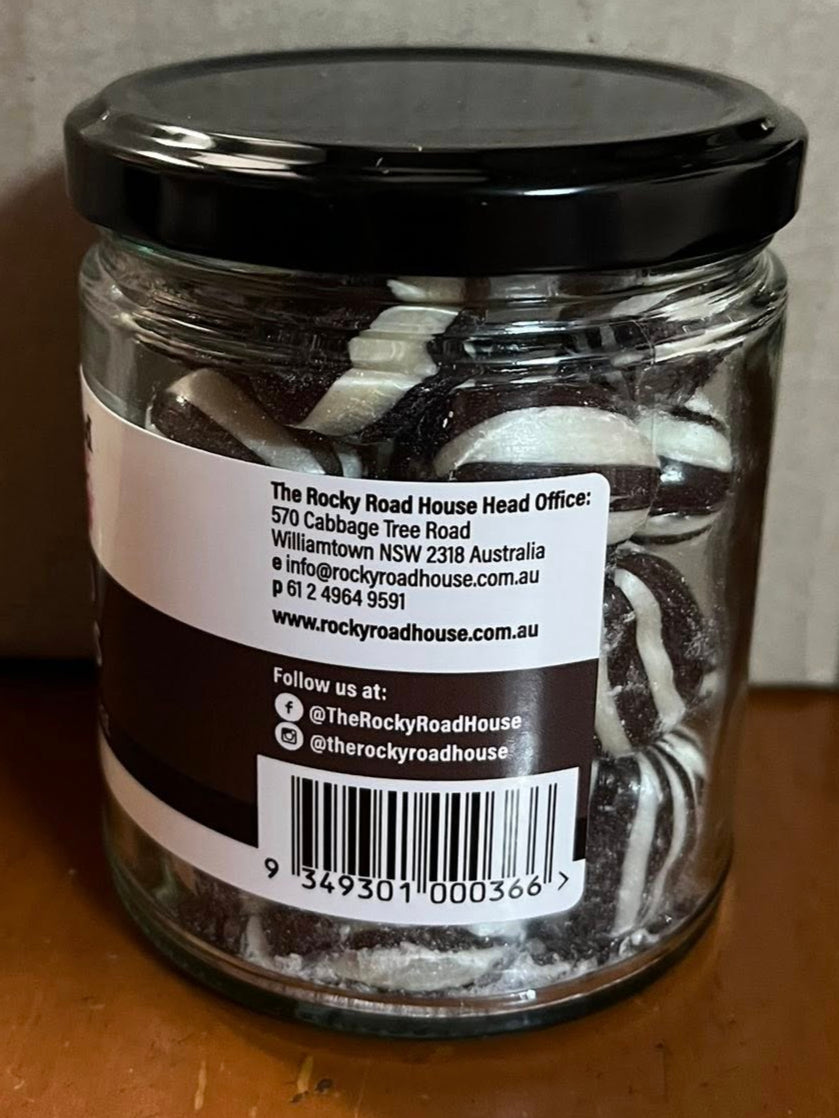 The Rocky Road House Head Office:
570 Cabbage Tree Road
Williamtown NSW 2318 Australia
e info@rockyroadhouse.com.au
p 61 2 4964 9591
www.rockyroadhouse.com.au
Follow us at:
@TheRockyRoadHouse
@therockyroadhouse
9 349301 000366 >